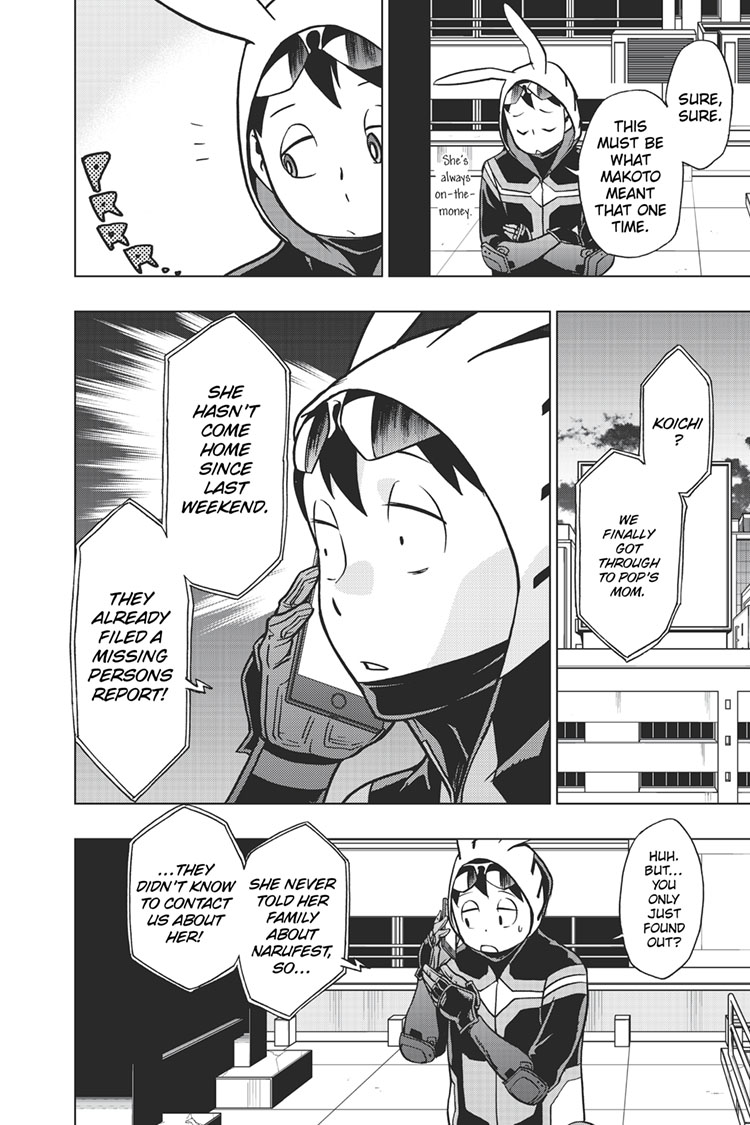 SURE,
SURE.
THIS
MUST BE
WHAT
MAKOTO
MEANT
THAT ONE
TIME.
She's
always
on-the-
money.
PRRR...
KOICHI
?
WE
FINALLY
GOT
THROUGH
TO POP'S
MOM.
SHE
HASN'T
COME
HOME
SINCE
LAST
WEEKEND.
THEY
ALREADY
FILED A
MISSING
PERSONS
REPORT!
HUH.
BUT...
YOU
ONLY
JUST
FOUND
OUT?
SHE NEVER
TOLD HER
FAMILY
ABOUT
NARUFEST,
SO...
...THEY
DIDN'T KNOW
TO CONTACT
US ABOUT
HER!